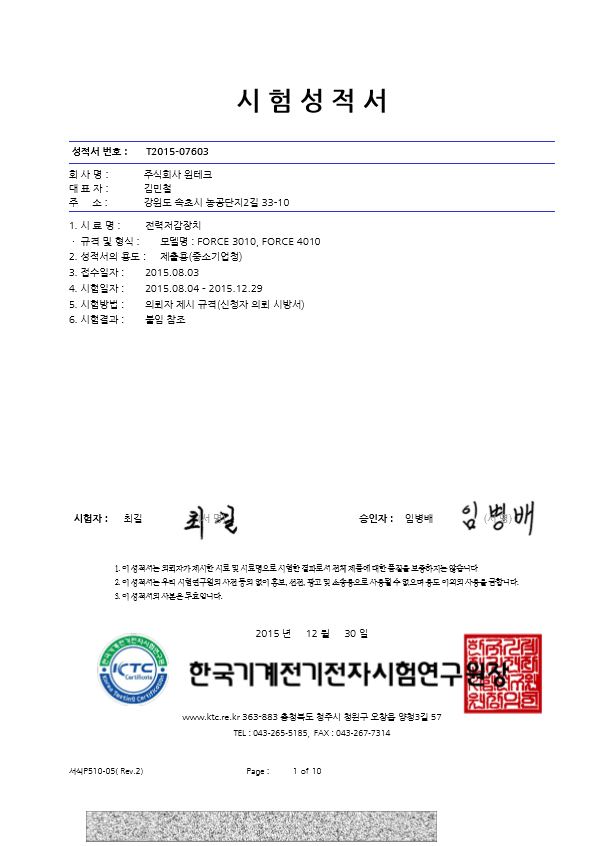 시 험 성 적 서
성적서 번호 : T2015-07603
회 사 명 : 주식회사 윈테크
대 표 자 : 김민철
주 소 : 강원도 속초시 농공단지2길 33-10
1. 시 료 명 : 전력저감장치
· 규격 및 형식 : 모델명 : FORCE 3010, FORCE 4010
2. 성적서의 용도 : 제출용(중소기업청)
3. 접수일자 : 2015.08.03
4. 시험일자 : 2015.08.04 - 2015.12.29
5. 시험방법 : 의뢰자 제시 규격(신청자 의뢰 시방서)
6. 시험결과 : 붙임 참조
시험자 : 최길 (서 명) 최길 승인자 : 임병배 (서 명) 임병배
1. 이 성적서는 의뢰자가 제시한 시료 및 시료명으로 시험한 결과로서 전체 제품에 대한 품질을 보증하지는 않습니다.
2. 이 성적서는 우리 시험연구원의 사전 동의 없이 홍보, 선전, 광고 및 소송용으로 사용될 수 없으며 용도 이외의 사용을 금합니다.
3. 이 성적서의 사본은 무효입니다.
2015 년 12 월 30 일
한국기계전기전자시험연구원
KTC
Certificate
Korea Testing Certification
한국기계전기전자시험연구원장
www.ktc.re.kr 363-883 충청북도 청주시 청원구 오창읍 양청3길 57
TEL : 043-265-5185, FAX : 043-267-7314
서식P510-05( Rev.2) Page : 1 of 10